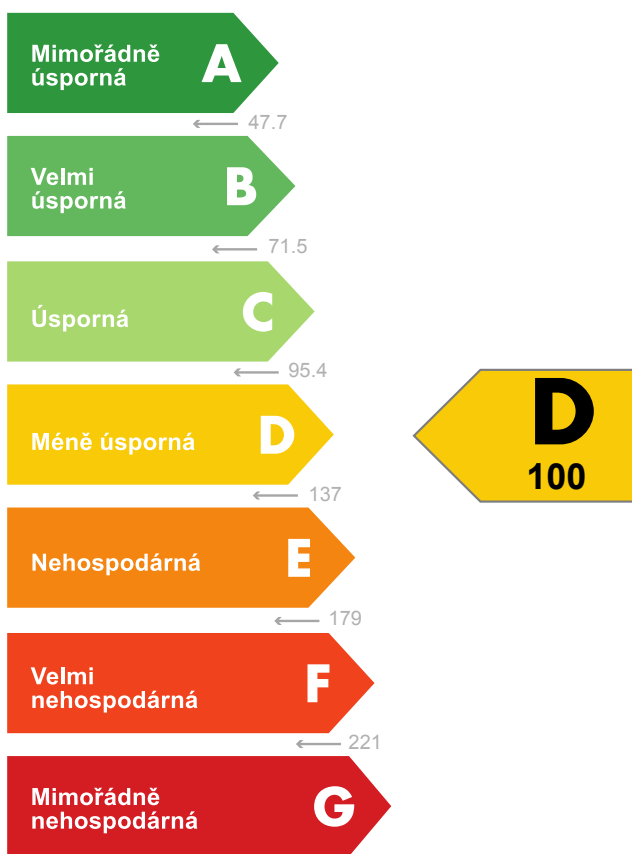 Mimořádně
úsporná
A
47.7
Velmi
úsporná
B
71.5
Úsporná
C
95.4
Méně úsporná
D
137
D
100
Nehospodárná
E
179
Velmi
nehospodárná
F
221
Mimořádně
nehospodárná
G